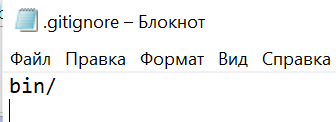 .gitignore – Блокнот
Файл Правка Формат Вид Справка
bin/